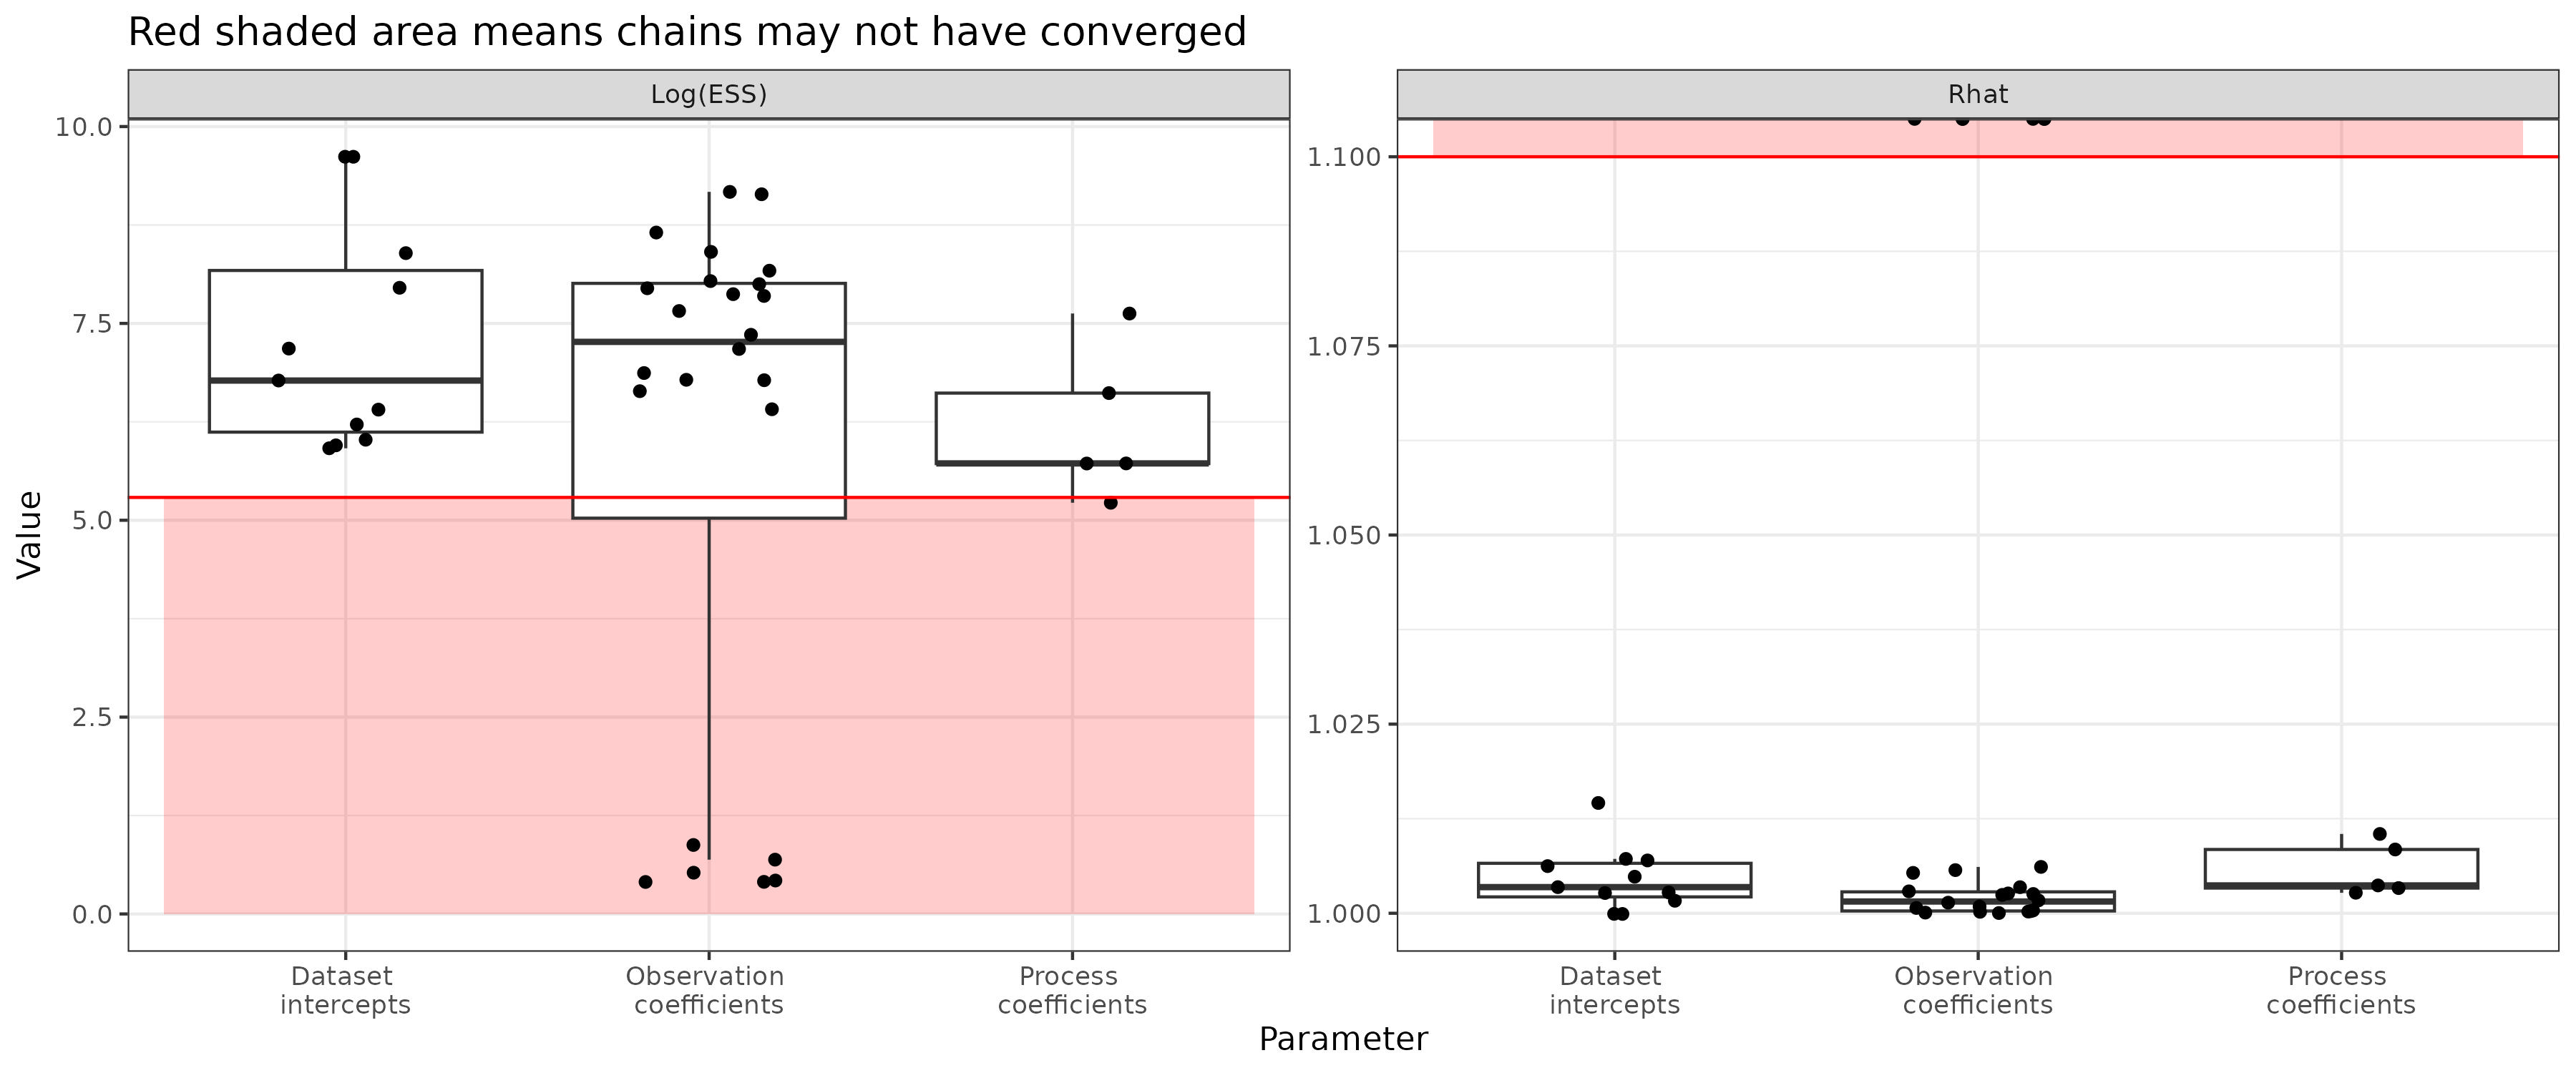 Red shaded area means chains may not have converged
Log(ESS)
Rhat
Value
10.0
7.5
5.0
2.5
0.0
1.100
1.075
1.050
1.025
1.000
Dataset
intercepts
Observation
coefficients
Process
coefficients
Dataset
intercepts
Observation
coefficients
Process
coefficients
Parameter